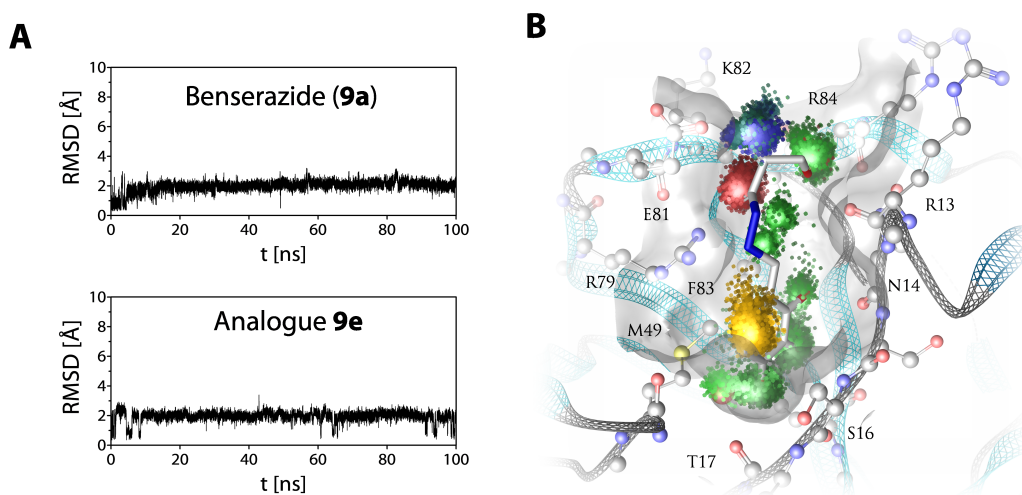 A
10
8
6
4
2
0
RMSD [Å]
Benserazide (9a)
0 20 40 60 80 100
t [ns]
10
8
6
4
2
0
RMSD [Å]
Analogue 9e
0 20 40 60 80 100
t [ns]
B
K82
R84
E81
R13
R79
F83
N14
M49
S16
T17